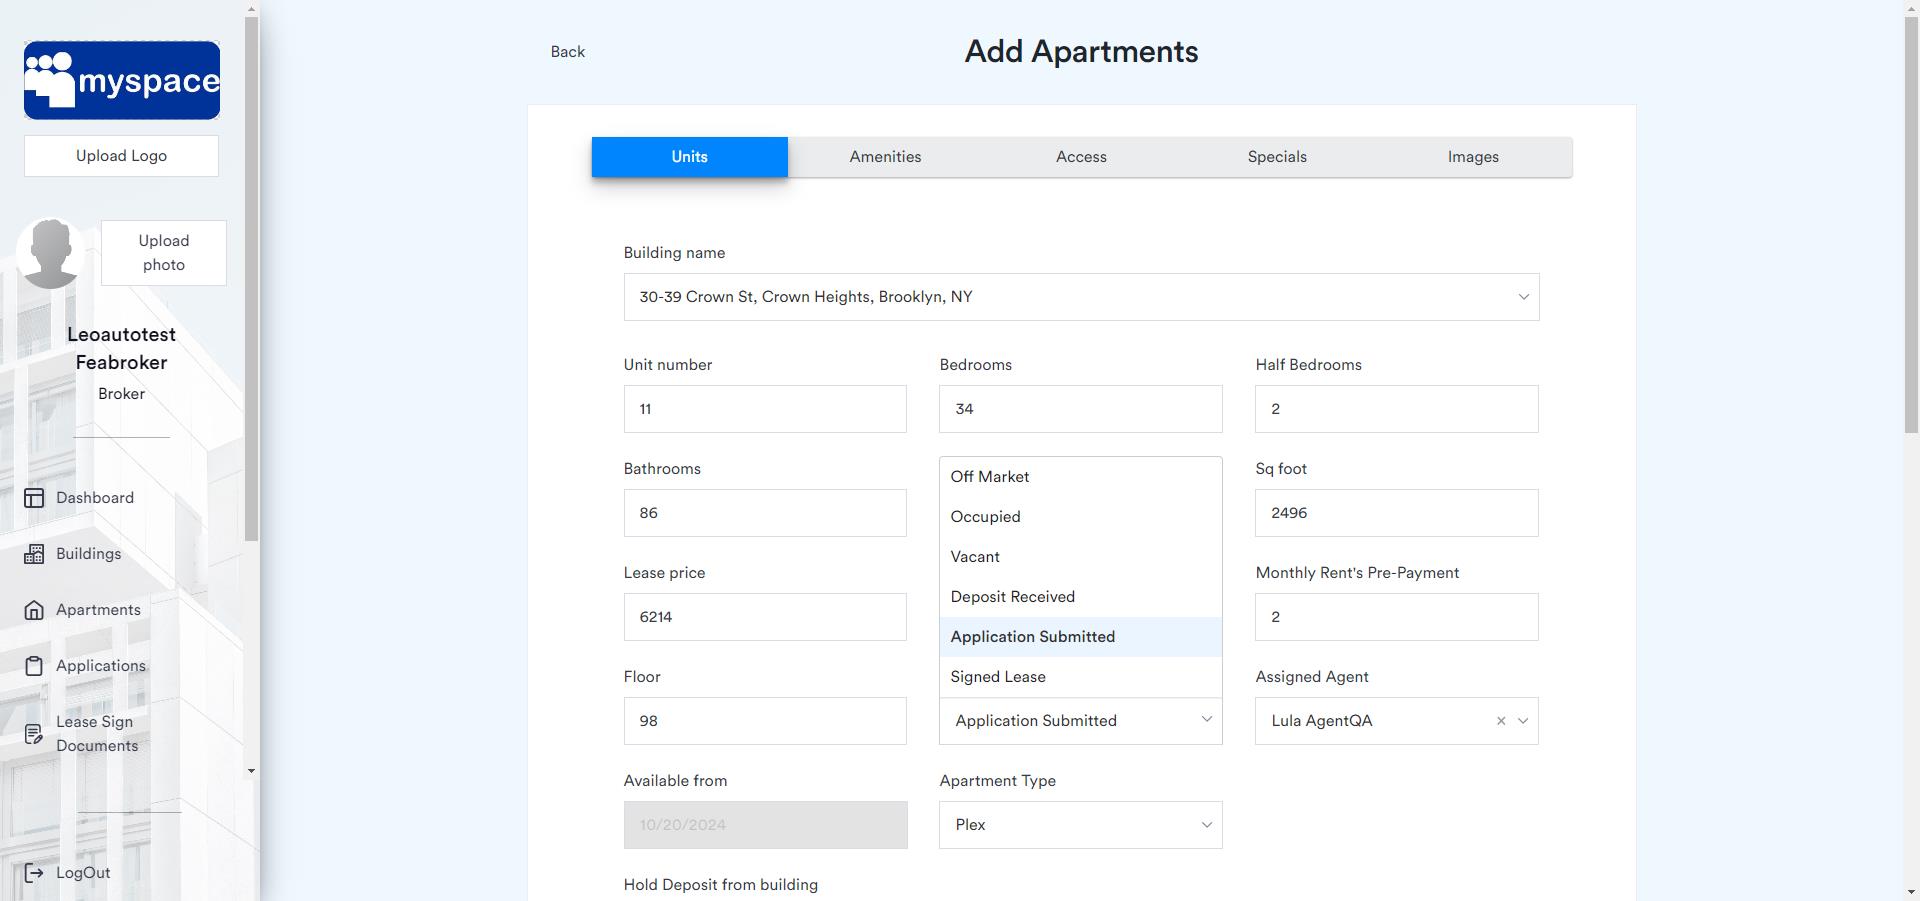 myspace
Upload Logo
Upload
photo
Leoautotest
Feabroker
Broker
Dashboard
Buildings
Apartments
Applications
Lease Sign
Documents
LogOut
Back
Add Apartments
Units
Amenities
Access
Specials
Images
Building name
30-39 Crown St, Crown Heights, Brooklyn, NY
Unit number
Bedrooms
Half Bedrooms
11
34
2
Bathrooms
Sq foot
86
2496
Off Market
Occupied
Vacant
Deposit Received
Application Submitted
Signed Lease
Lease price
Monthly Rent's Pre-Payment
6214
2
Floor
Assigned Agent
98
Application Submitted
Lula AgentQA
Available from
Apartment Type
10/20/2024
Plex
Hold Deposit from building